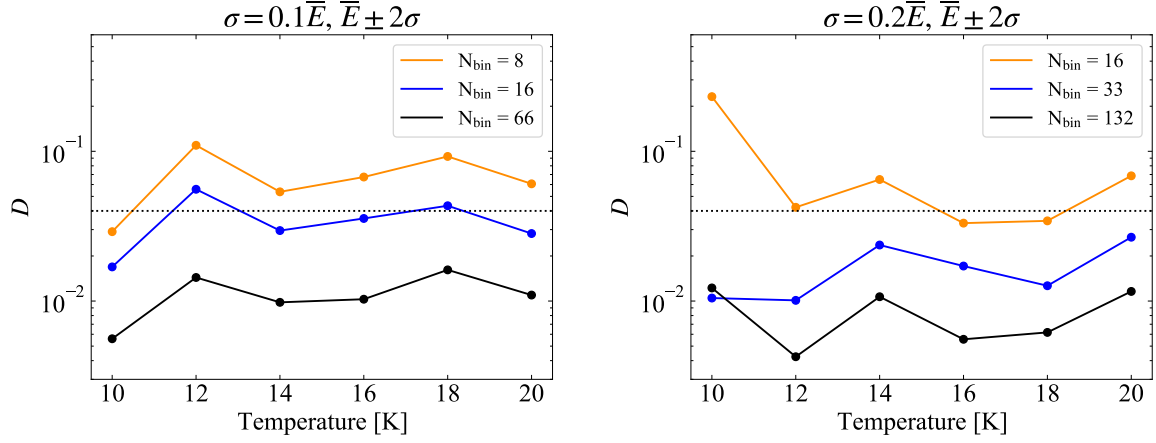 σ = 0.1E̅, E̅ ± 2σ
N_bin = 8
N_bin = 16
N_bin = 66
10⁻¹
10⁻²
D
10 12 14 16 18 20
Temperature [K]
σ = 0.2E̅, E̅ ± 2σ
N_bin = 16
N_bin = 33
N_bin = 132
10⁻¹
10⁻²
D
10 12 14 16 18 20
Temperature [K]